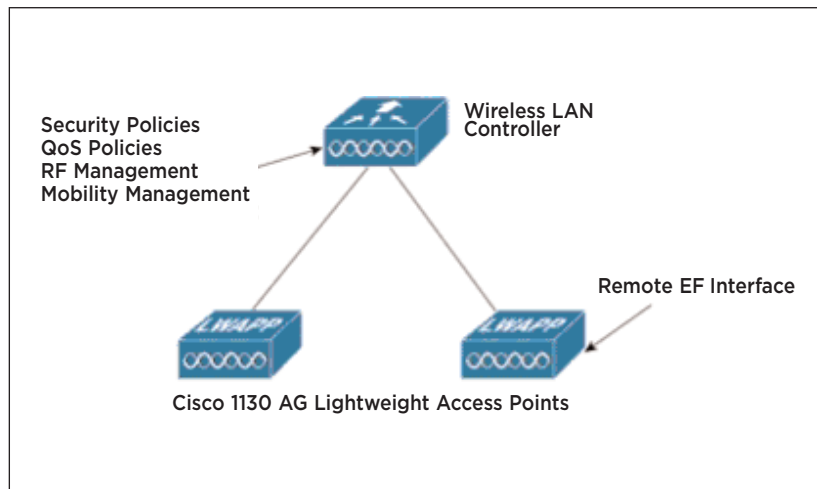 Security Policies
QoS Policies
RF Management
Mobility Management
Wireless LAN
Controller
Remote EF Interface
LWAPP
LWAPP
Cisco 1130 AG Lightweight Access Points